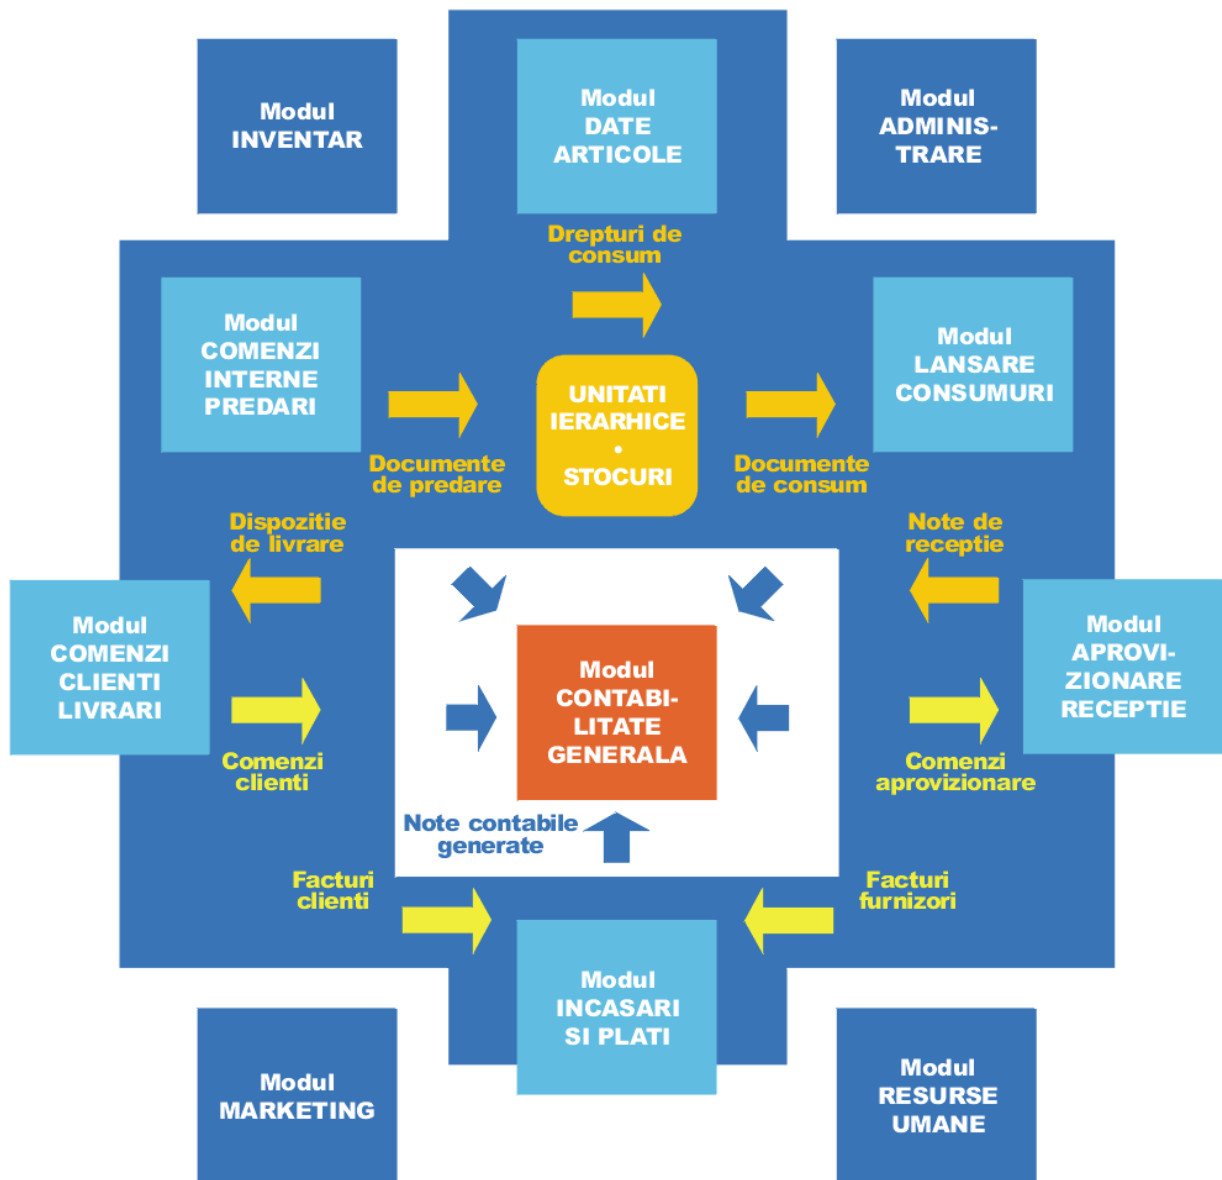 Modul
INVENTAR
Modul
DATE
ARTICOLE
Modul
ADMINIS-
TRARE
Drepturi de
consum
Modul
COMENZI
INTERNE
PREDARI
UNITATI
IERARHICE
•
STOCURI
Modul
LANSARE
CONSUMURI
Documente
de predare
Documente
de consum
Dispozitie
de livrare
Note de
receptie
Modul
COMENZI
CLIENTI
LIVRARI
Modul
CONTABI-
LITATE
GENERALA
Modul
APROVI-
ZIONARE
RECEPTIE
Comenzi
clienti
Comenzi
aprovizionare
Note contabile
generate
Facturi
clienti
Facturi
furnizori
Modul
INCASARI
SI PLATI
Modul
MARKETING
Modul
RESURSE
UMANE